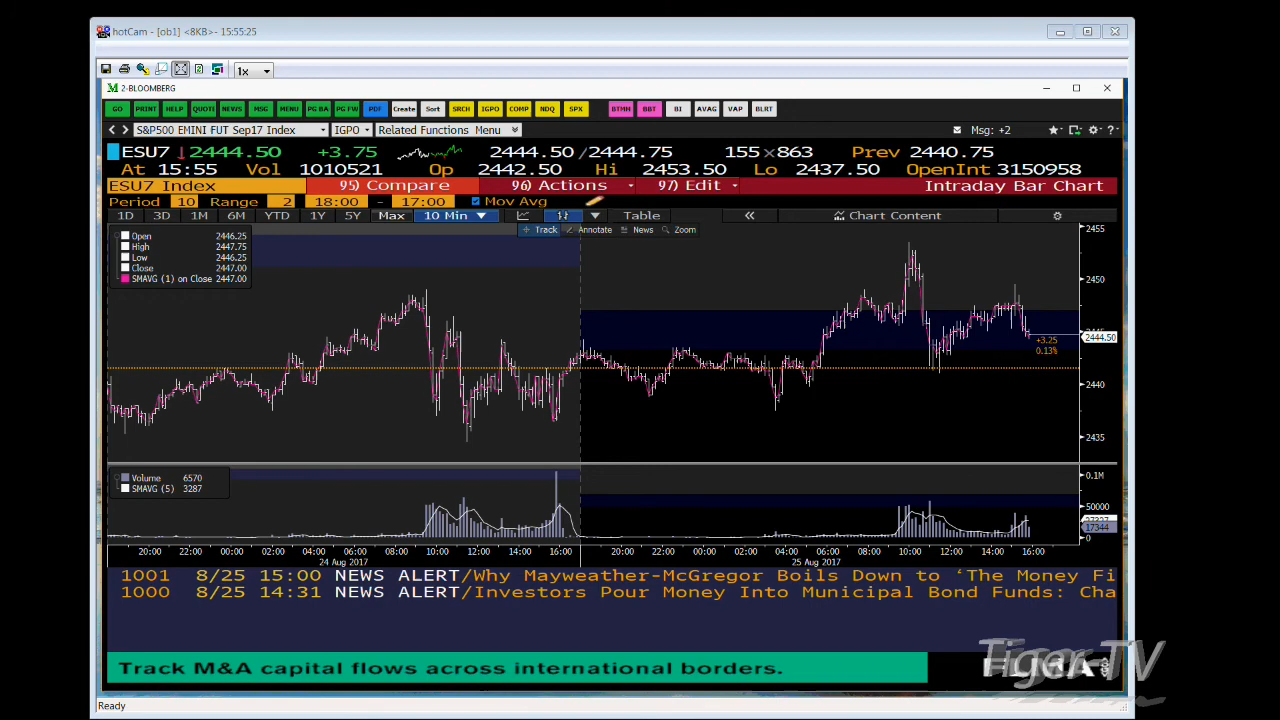 hotCam - [ob1] <8KB> - 15:55:25
1x
2-BLOOMBERG
GO PRINT HELP QUOTI NEWS MSG MENU PG BA PG FW PDF Create Sort SRCH IGPO COMP NDQ SPX BTMH BBT BI AVAG VAP BLRT
S&P500 EMINI FUT Sep17 Index IGPO Related Functions Menu Msg: +2
ESU7 ↓2444.50 +3.75 2444.50/2444.75 155×863 Prev 2440.75
At 15:55 Vol 1010521 Op 2442.50 Hi 2453.50 Lo 2437.50 OpenInt 3150958
ESU7 Index 95) Compare 96) Actions 97) Edit Intraday Bar Chart
Period 10 Range 2 18:00 - 17:00 Mov Avg
1D 3D 1M 6M YTD 1Y 5Y Max 10 Min Table « Chart Content
Track Annotate News Zoom
Open 2446.25
High 2447.75
Low 2446.25
Close 2447.00
SMAVG (1) on Close 2447.00
2455
2450
2445
2444.50
+3.25
0.13%
2440
2435
Volume 6570
SMAVG (5) 3287
0.1M
50000
17344
0
20:00 22:00 00:00 02:00 04:00 06:00 08:00 10:00 12:00 14:00 16:00 20:00 22:00 00:00 02:00 04:00 06:00 08:00 10:00 12:00 14:00 16:00
24 Aug 2017 25 Aug 2017
1001 8/25 15:00 NEWS ALERT/Why Mayweather-McGregor Boils Down to ‘The Money Fi
1000 8/25 14:31 NEWS ALERT/Investors Pour Money Into Municipal Bond Funds: Cha
Track M&A capital flows across international borders.
Tiger-TV
Ready